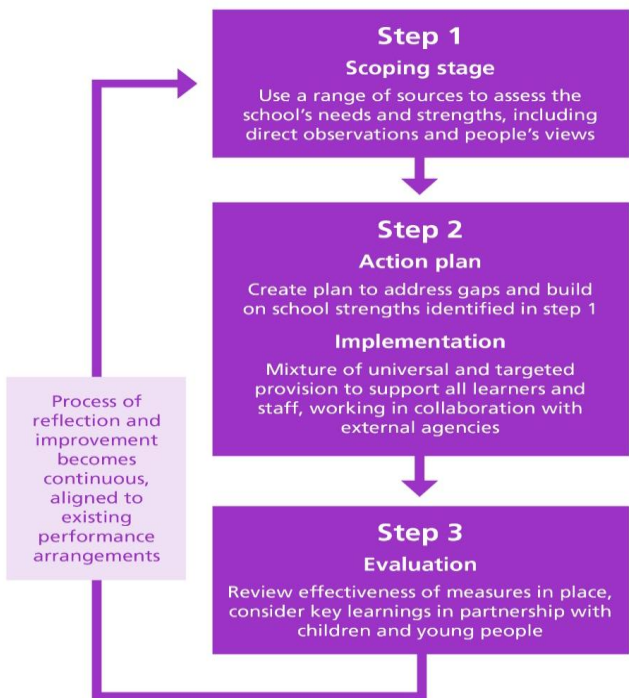 Step 1
Scoping stage
Use a range of sources to assess the
school's needs and strengths, including
direct observations and people's views
Step 2
Action plan
Create plan to address gaps and build
on school strengths identified in step 1
Implementation
Mixture of universal and targeted
provision to support all learners and
staff, working in collaboration with
external agencies
Step 3
Evaluation
Review effectiveness of measures in place,
consider key learnings in partnership with
children and young people
Process of
reflection and
improvement
becomes
continuous,
aligned to
existing
performance
arrangements